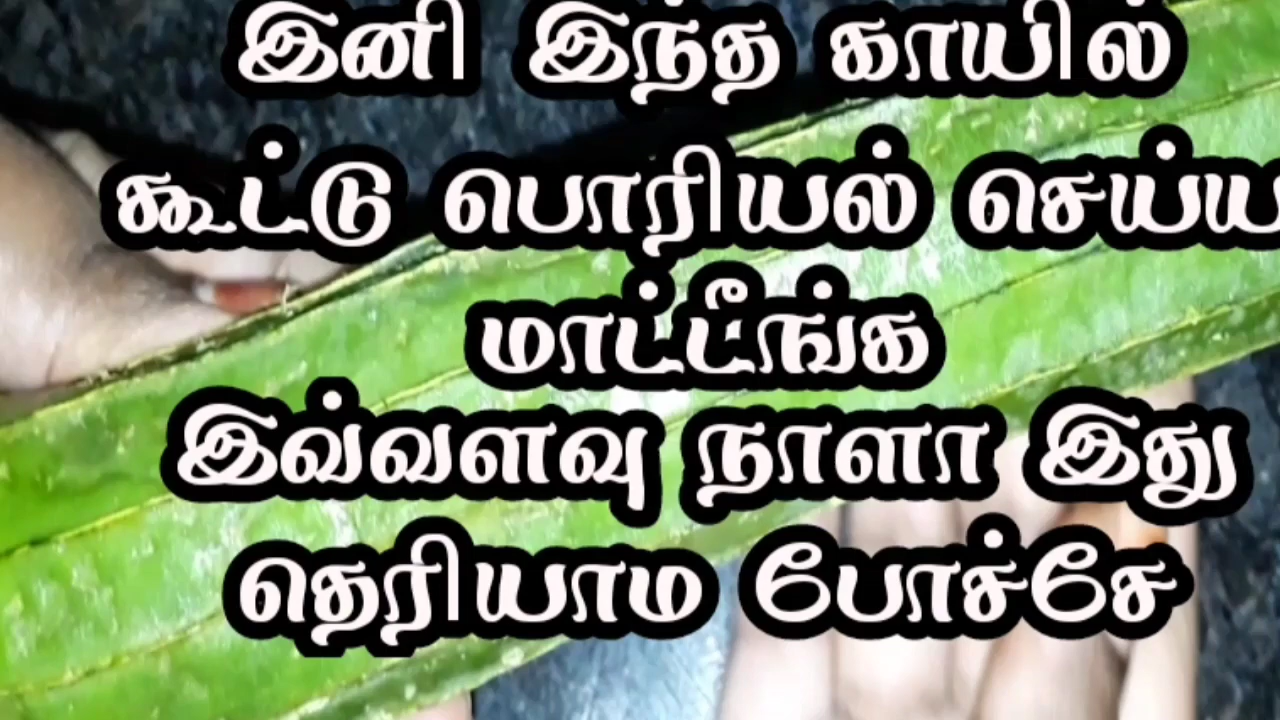 இனி இந்த காயில்
கூட்டு பொரியல் செய்ய
மாட்டீங்க
இவ்வளவு நாளா இது
தெரியாம போச்சே